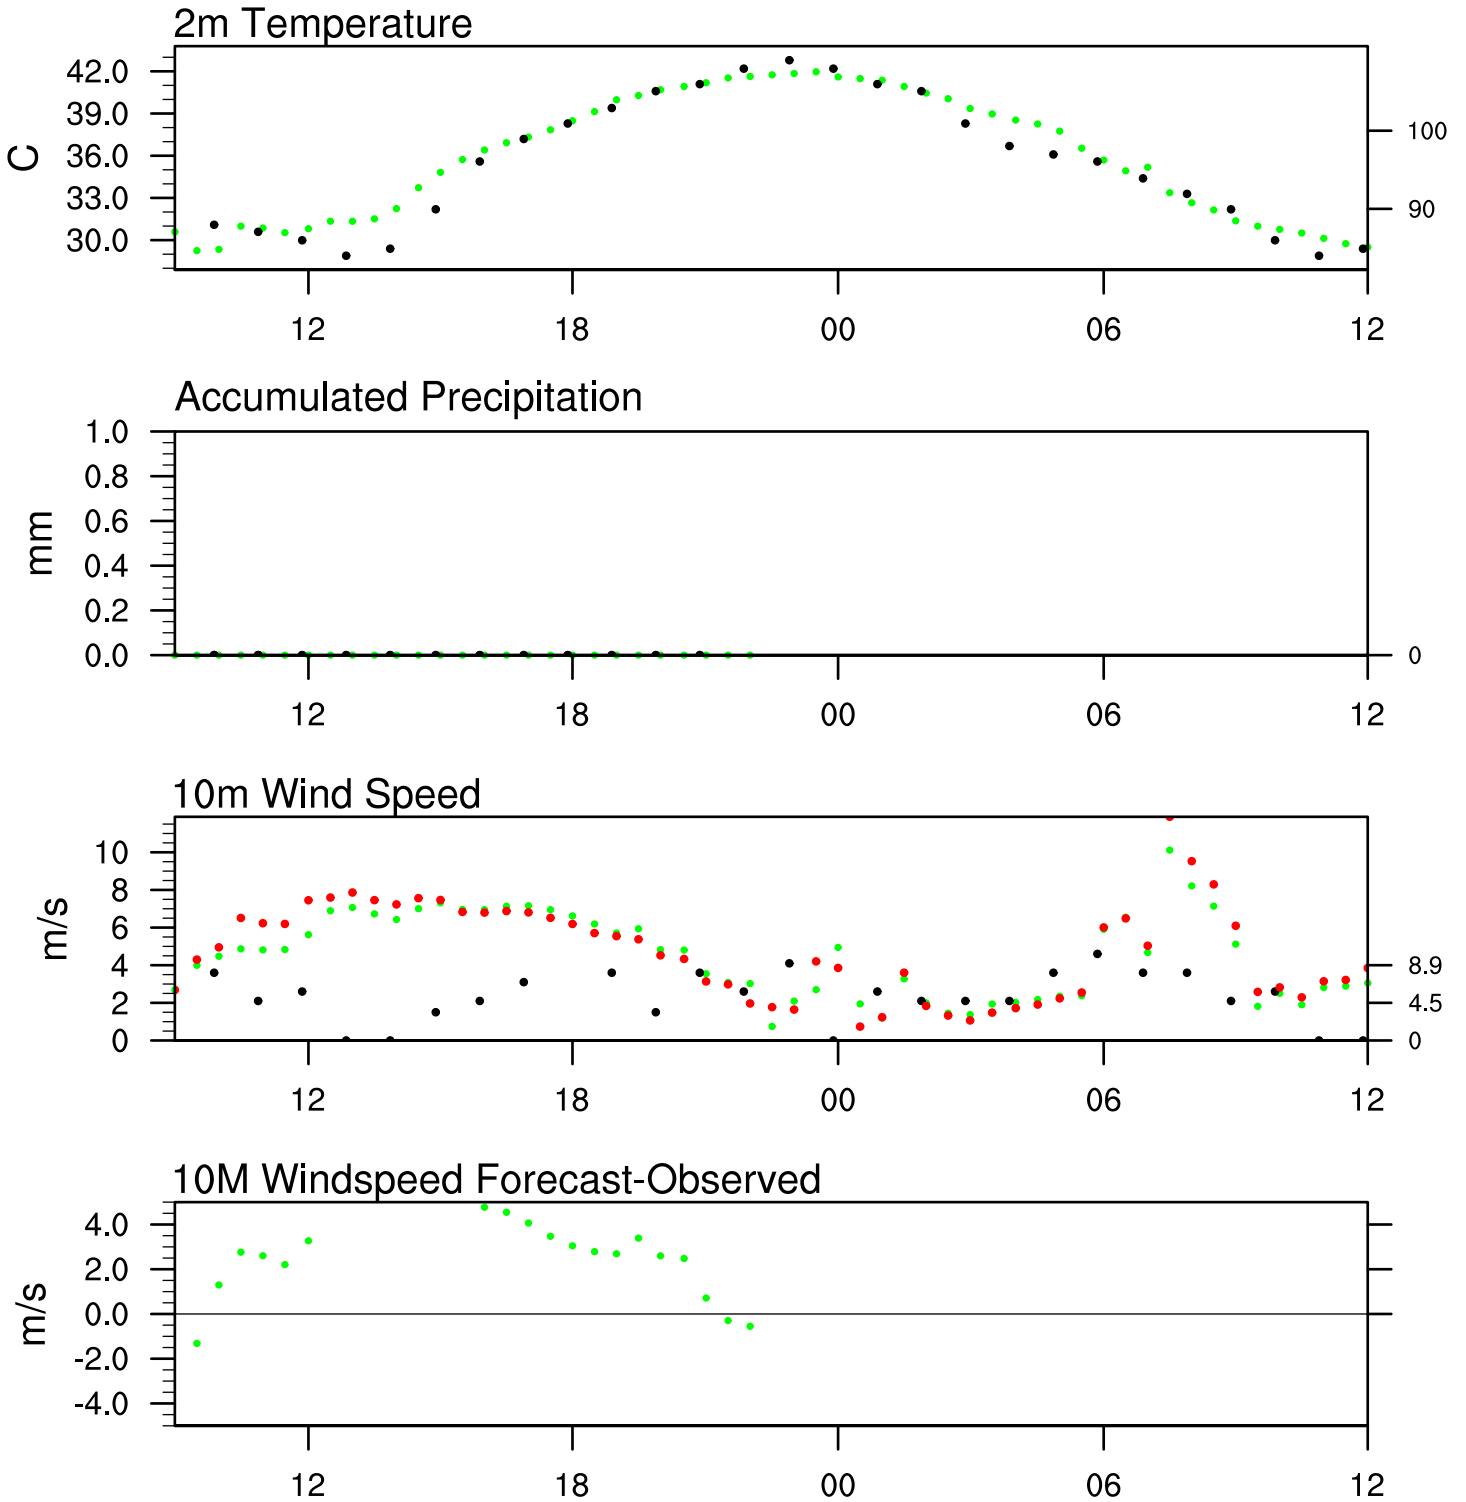 2m Temperature
42.0
39.0
36.0
33.0
30.0
C
100
90
12 18 00 06 12
Accumulated Precipitation
1.0
0.8
0.6
0.4
0.2
0.0
mm
0
12 18 00 06 12
10m Wind Speed
10
8
6
4
2
0
m/s
8.9
4.5
0
12 18 00 06 12
10M Windspeed Forecast-Observed
4.0
2.0
0.0
-2.0
-4.0
m/s
12 18 00 06 12